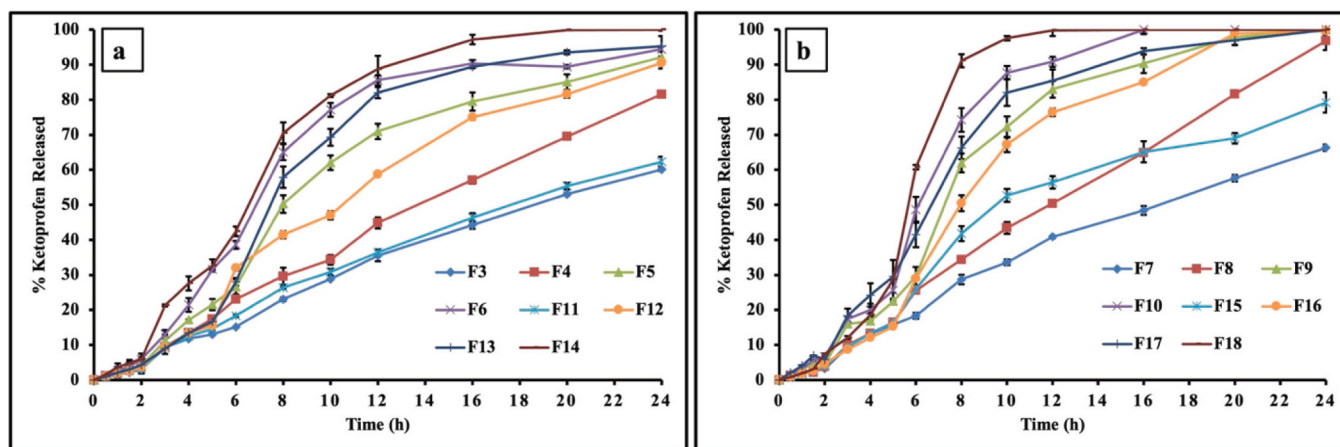 a
% Ketoprofen Released
100
90
80
70
60
50
40
30
20
10
0
F3 F4 F5
F6 F11 F12
F13 F14
0 2 4 6 8 10 12 14 16 18 20 22 24
Time (h)
b
% Ketoprofen Released
100
90
80
70
60
50
40
30
20
10
0
F7 F8 F9
F10 F15 F16
F17 F18
0 2 4 6 8 10 12 14 16 18 20 22 24
Time (h)